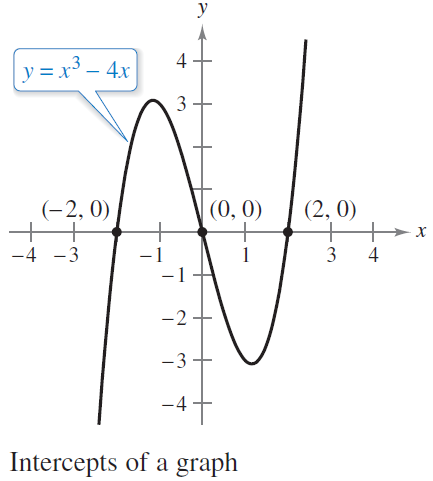 y
4
y = x³ − 4x
3
(−2, 0) (0, 0) (2, 0)
x
−4 −3 −1 1 3 4
−1
−2
−3
−4
Intercepts of a graph